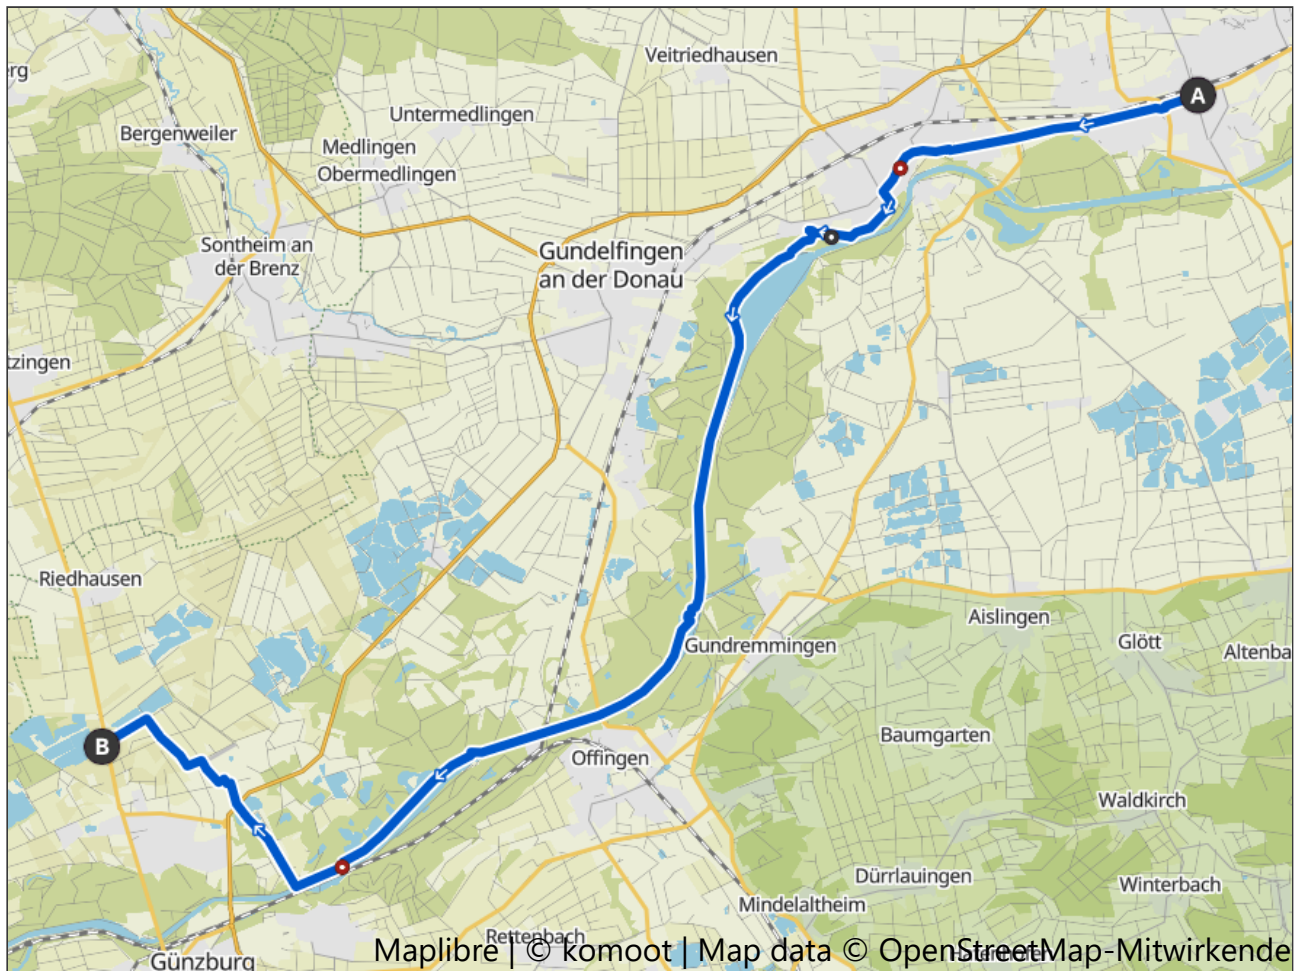 Veitriedhausen
erg
A
Untermedlingen
Bergenweiler
Medlingen
Obermedlingen
Sontheim an
der Brenz
Gundelfingen
an der Donau
tzingen
Riedhausen
Aislingen
Glött
Gundremmingen
Altenba
B
Baumgarten
Offingen
Waldkirch
Dürrlauingen
Winterbach
Mindelaltheim
Rettenbach
Günzburg
Maplibre | © komoot | Map data © OpenStreetMap-Mitwirkende